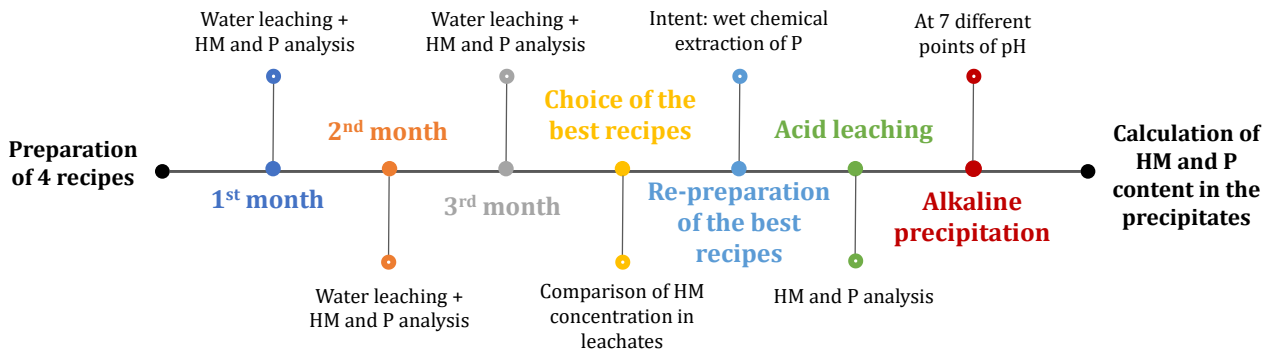 Preparation
of 4 recipes
Water leaching +
HM and P analysis
1st month
2nd month
Water leaching +
HM and P analysis
Water leaching +
HM and P analysis
3rd month
Choice of the
best recipes
Comparison of HM
concentration in
leachates
Intent: wet chemical
extraction of P
Re-preparation
of the best
recipes
Acid leaching
HM and P analysis
At 7 different
points of pH
Alkaline
precipitation
Calculation of
HM and P
content in the
precipitates